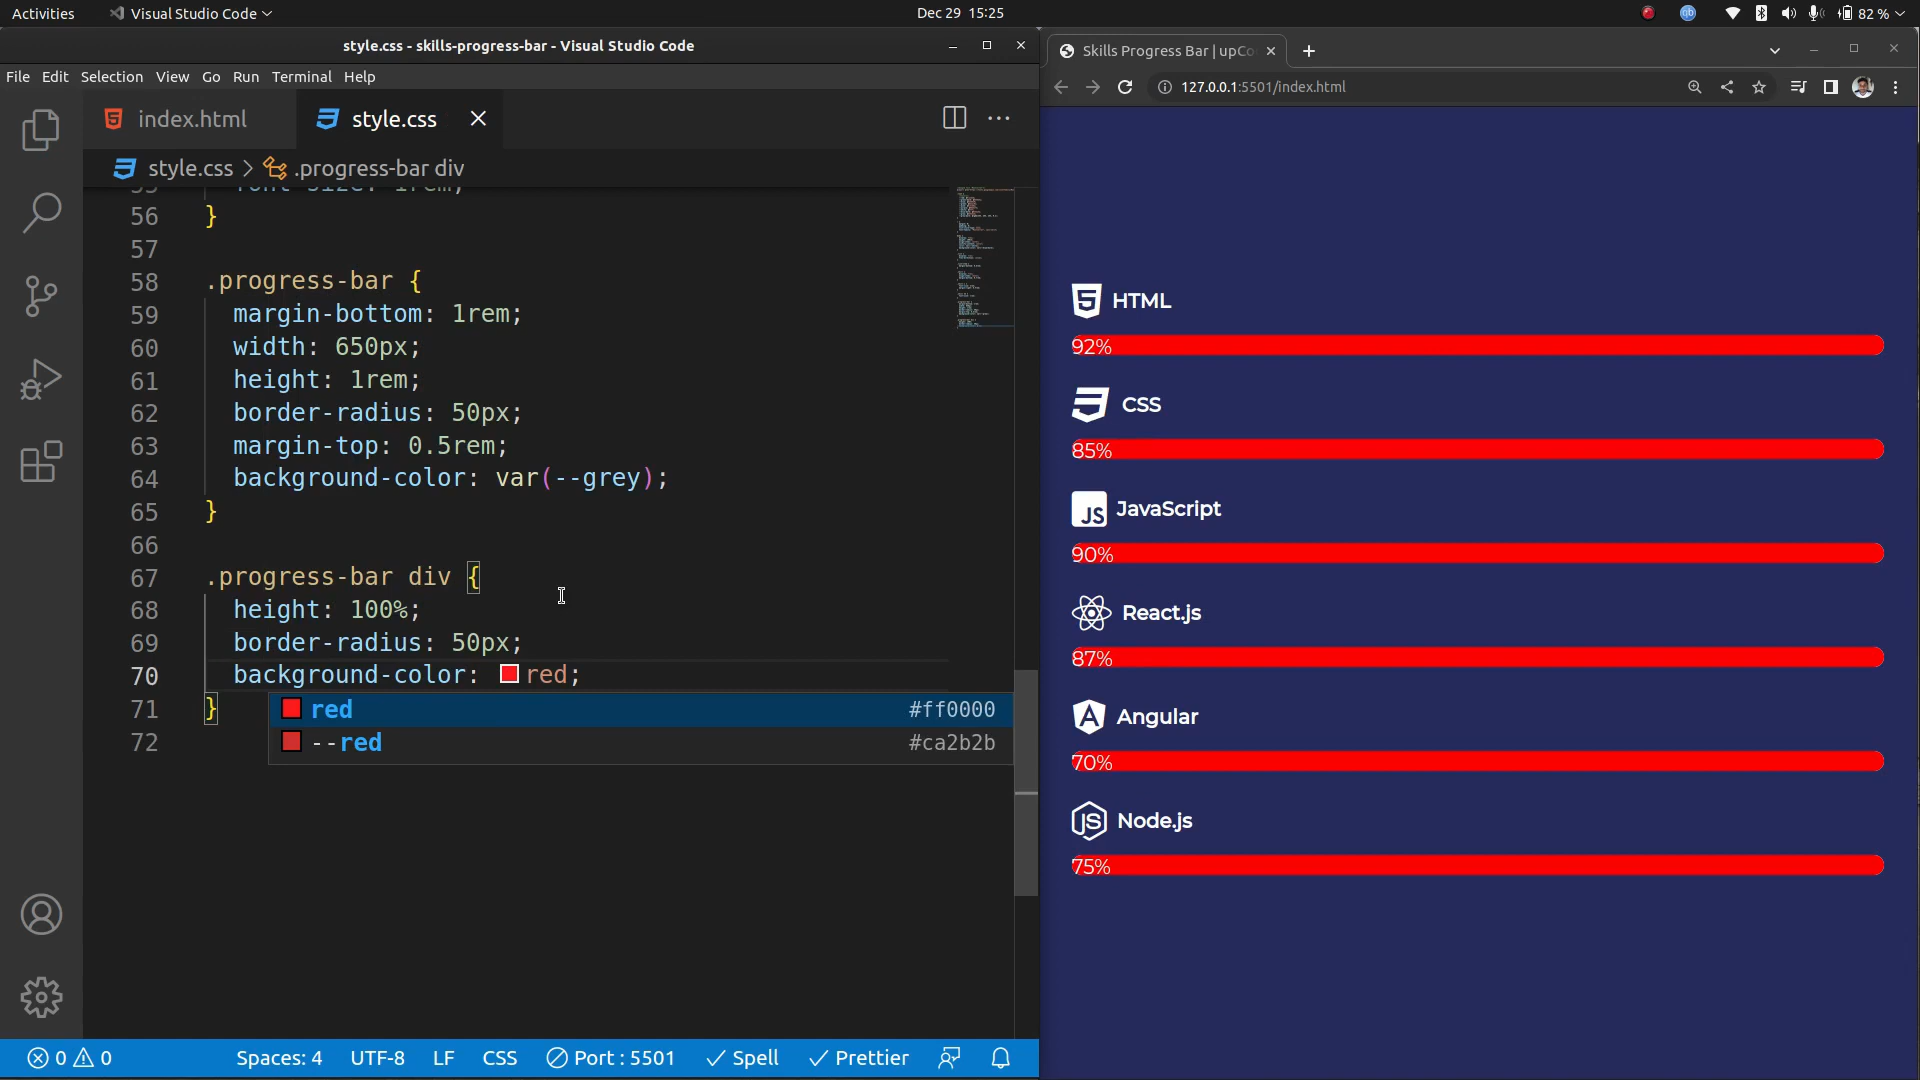 Activities
Visual Studio Code
Dec 29 15:25
82 %
style.css - skills-progress-bar - Visual Studio Code
File Edit Selection View Go Run Terminal Help
index.html
style.css
style.css > .progress-bar div
55 font-size: 1rem;
56 }
57
58 .progress-bar {
59 margin-bottom: 1rem;
60 width: 650px;
61 height: 1rem;
62 border-radius: 50px;
63 margin-top: 0.5rem;
64 background-color: var(--grey);
65 }
66
67 .progress-bar div {
68 height: 100%;
69 border-radius: 50px;
70 background-color: red;
71 }
72
red #ff0000
--red #ca2b2b
0 0 Spaces: 4 UTF-8 LF CSS Port : 5501 Spell Prettier
Skills Progress Bar | upCo
127.0.0.1:5501/index.html
HTML
92%
CSS
85%
JS JavaScript
90%
React.js
87%
Angular
70%
Node.js
75%